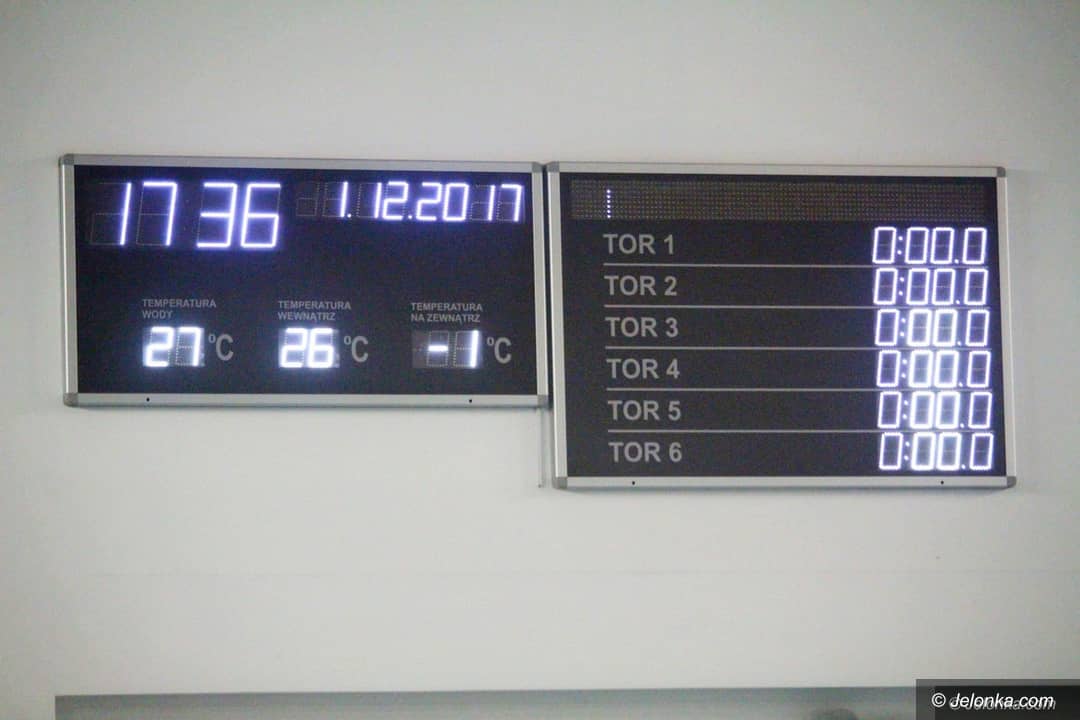 17 36
1.12.2017
TEMPERATURA
WODY
27 °C
TEMPERATURA
WEWNĄTRZ
26 °C
TEMPERATURA
NA ZEWNĄTRZ
-1 °C
TOR 1 0:00.0
TOR 2 0:00.0
TOR 3 0:00.0
TOR 4 0:00.0
TOR 5 0:00.0
TOR 6 0:00.0
© Jelonka.com
© Jelonka.com